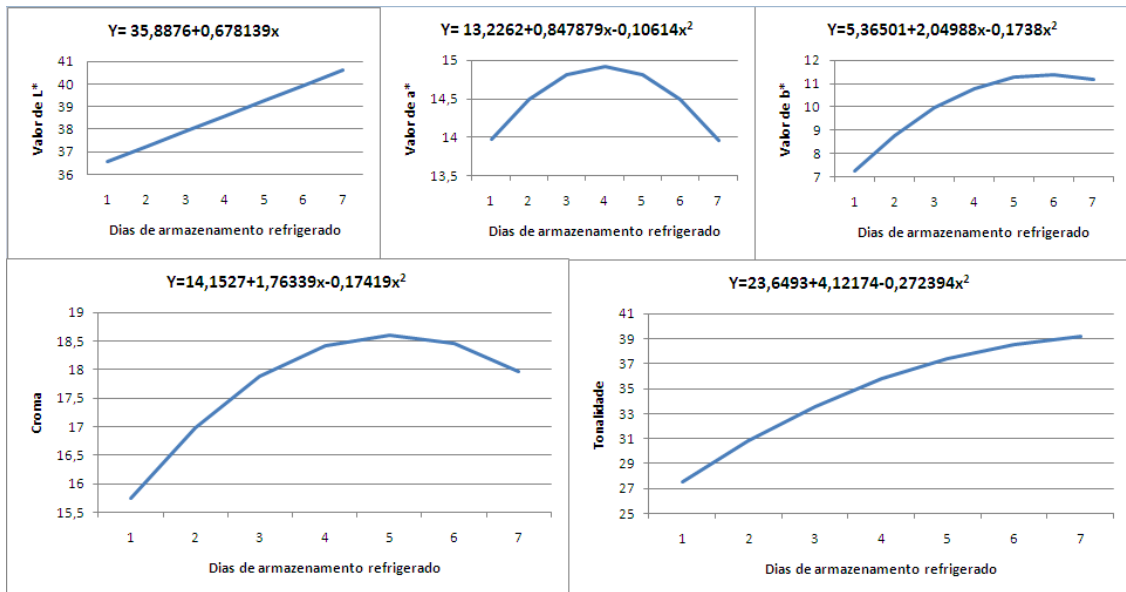 Y= 35,8876+0,678139x
Valor de L*
41
40
39
38
37
36
1 2 3 4 5 6 7
Dias de armazenamento refrigerado
Y= 13,2262+0,847879x-0,10614x²
Valor de a*
15
14,5
14
13,5
1 2 3 4 5 6 7
Dias de armazenamento refrigerado
Y=5,36501+2,04988x-0,1738x²
Valor de b*
12
11
10
9
8
7
1 2 3 4 5 6 7
Dias de armazenamento refrigerado
Y=14,1527+1,76339x-0,17419x²
Croma
19
18,5
18
17,5
17
16,5
16
15,5
1 2 3 4 5 6 7
Dias de armazenamento refrigerado
Y=23,6493+4,12174-0,272394x²
Tonalidade
41
39
37
35
33
31
29
27
25
1 2 3 4 5 6 7
Dias de armazenamento refrigerado